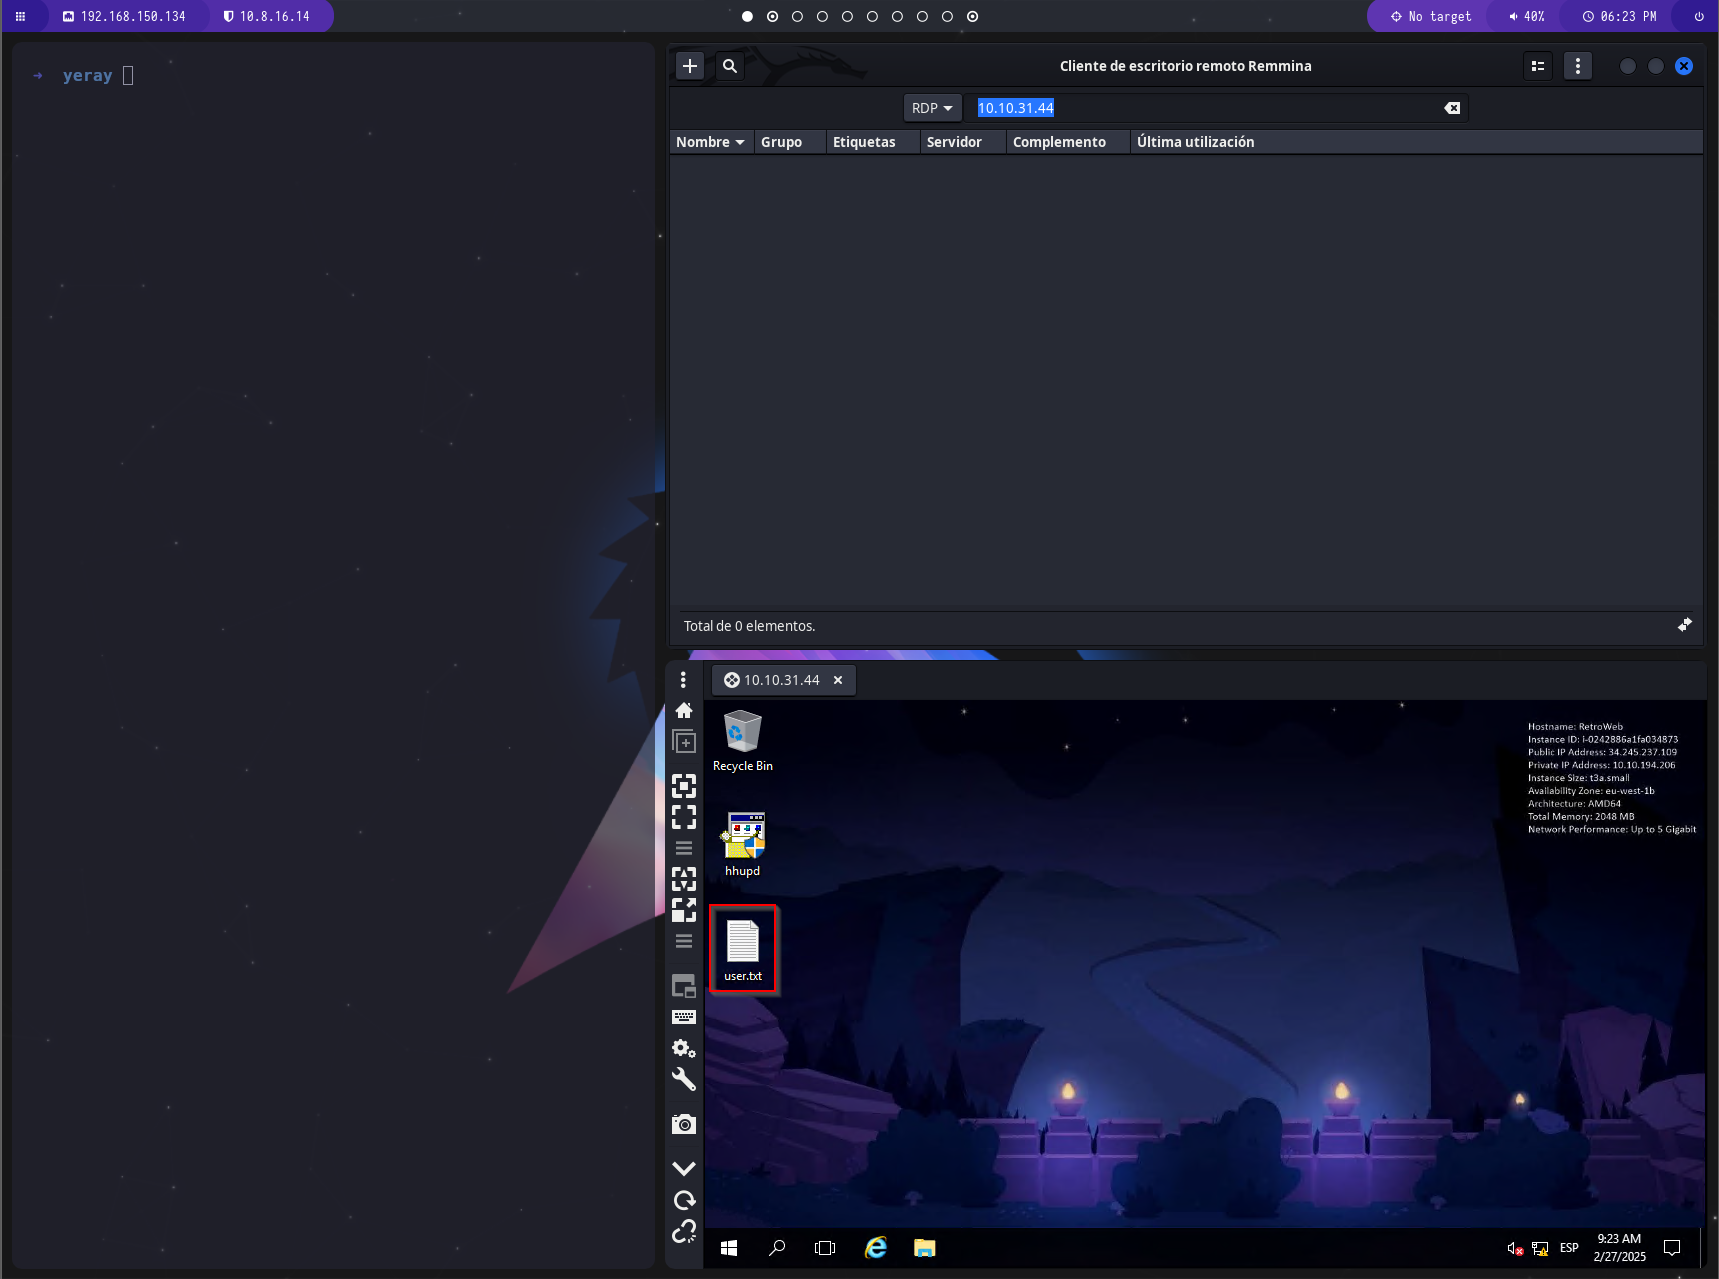 192.168.150.134
10.8.16.14
No target
40%
06:23 PM
➜ yeray
Cliente de escritorio remoto Remmina
RDP
10.10.31.44
Nombre
Grupo
Etiquetas
Servidor
Complemento
Última utilización
Total de 0 elementos.
10.10.31.44
Recycle Bin
hhupd
user.txt
Hostname: RetroWeb
Instance ID: i-0242886a1fa034873
Public IP Address: 34.245.237.109
Private IP Address: 10.10.194.206
Instance Size: t3a.small
Availability Zone: eu-west-1b
Architecture: AMD64
Total Memory: 2048 MB
Network Performance: Up to 5 Gigabit
ESP
9:23 AM
2/27/2025